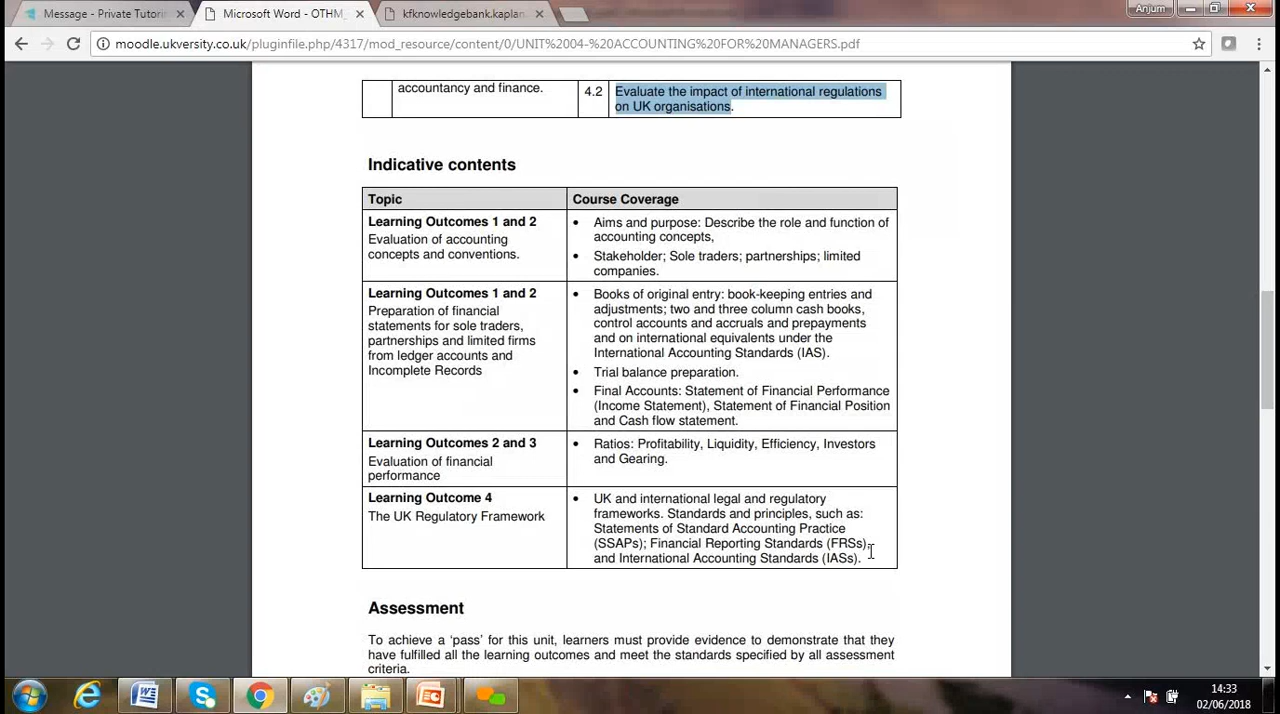 Message - Private Tutorin
Microsoft Word - OTHM_
kfknowledgebank.kaplan.
Anjum
moodle.ukversity.co.uk/pluginfile.php/4317/mod_resource/content/0/UNIT%2004-%20ACCOUNTING%20FOR%20MANAGERS.pdf
accountancy and finance.
4.2
Evaluate the impact of international regulations
on UK organisations.
Indicative contents
Topic
Course Coverage
Learning Outcomes 1 and 2
Evaluation of accounting
concepts and conventions.
• Aims and purpose: Describe the role and function of
accounting concepts,
• Stakeholder; Sole traders; partnerships; limited
companies.
Learning Outcomes 1 and 2
Preparation of financial
statements for sole traders,
partnerships and limited firms
from ledger accounts and
Incomplete Records
• Books of original entry: book-keeping entries and
adjustments; two and three column cash books,
control accounts and accruals and prepayments
and on international equivalents under the
International Accounting Standards (IAS).
• Trial balance preparation.
• Final Accounts: Statement of Financial Performance
(Income Statement), Statement of Financial Position
and Cash flow statement.
Learning Outcomes 2 and 3
Evaluation of financial
performance
• Ratios: Profitability, Liquidity, Efficiency, Investors
and Gearing.
Learning Outcome 4
The UK Regulatory Framework
• UK and international legal and regulatory
frameworks. Standards and principles, such as:
Statements of Standard Accounting Practice
(SSAPs); Financial Reporting Standards (FRSs)
and International Accounting Standards (IASs).
Assessment
To achieve a ‘pass’ for this unit, learners must provide evidence to demonstrate that they
have fulfilled all the learning outcomes and meet the standards specified by all assessment
criteria.
14:33
02/06/2018